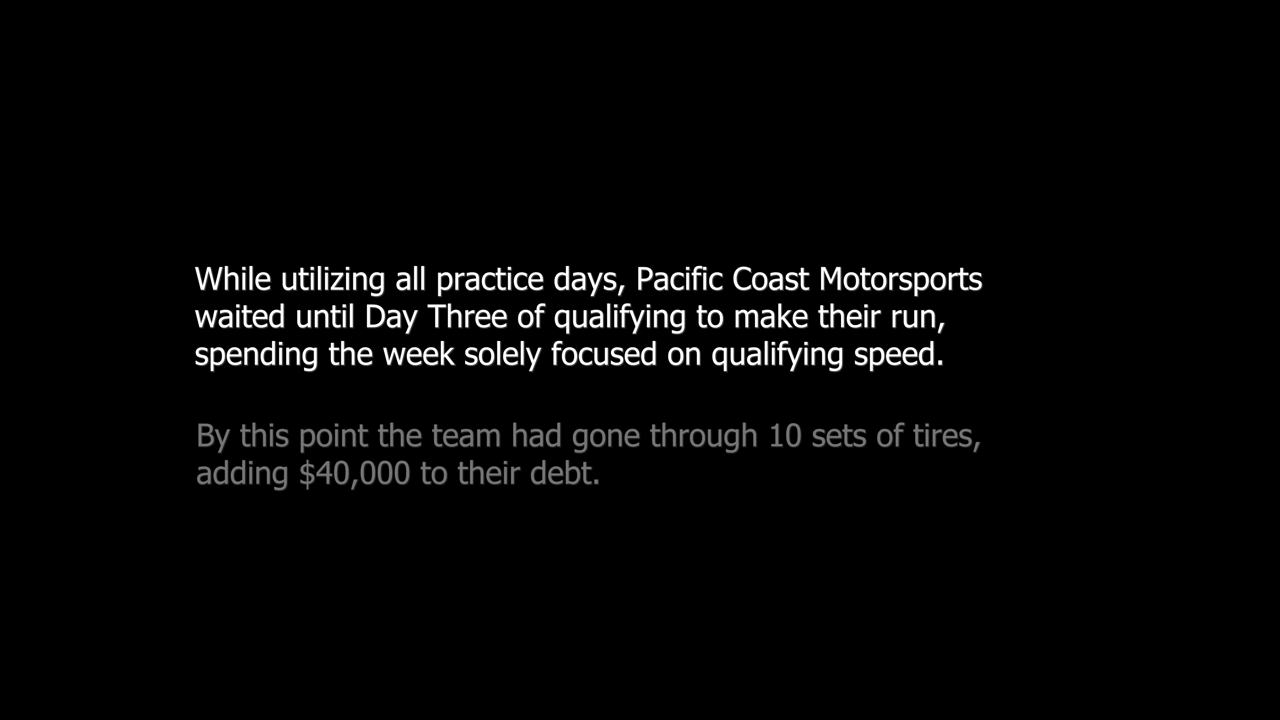 While utilizing all practice days, Pacific Coast Motorsports
waited until Day Three of qualifying to make their run,
spending the week solely focused on qualifying speed.
By this point the team had gone through 10 sets of tires,
adding $40,000 to their debt.